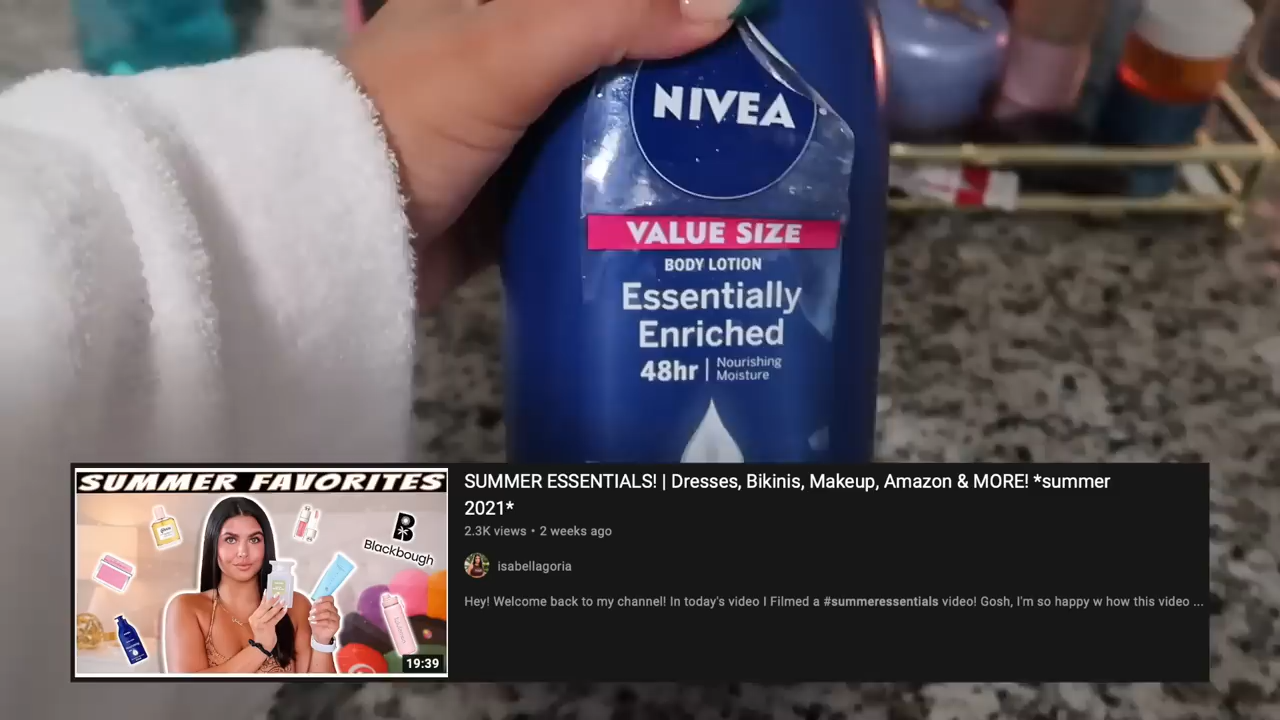 NIVEA
VALUE SIZE
BODY LOTION
Essentially
Enriched
48hr | Nourishing
Moisture
SUMMER FAVORITES
B
Blackbough
19:39
SUMMER ESSENTIALS! | Dresses, Bikinis, Makeup, Amazon & MORE! *summer
2021*
2.3K views • 2 weeks ago
isabellagoria
Hey! Welcome back to my channel! In today's video I Filmed a #summeressentials video! Gosh, I'm so happy w how this video ...